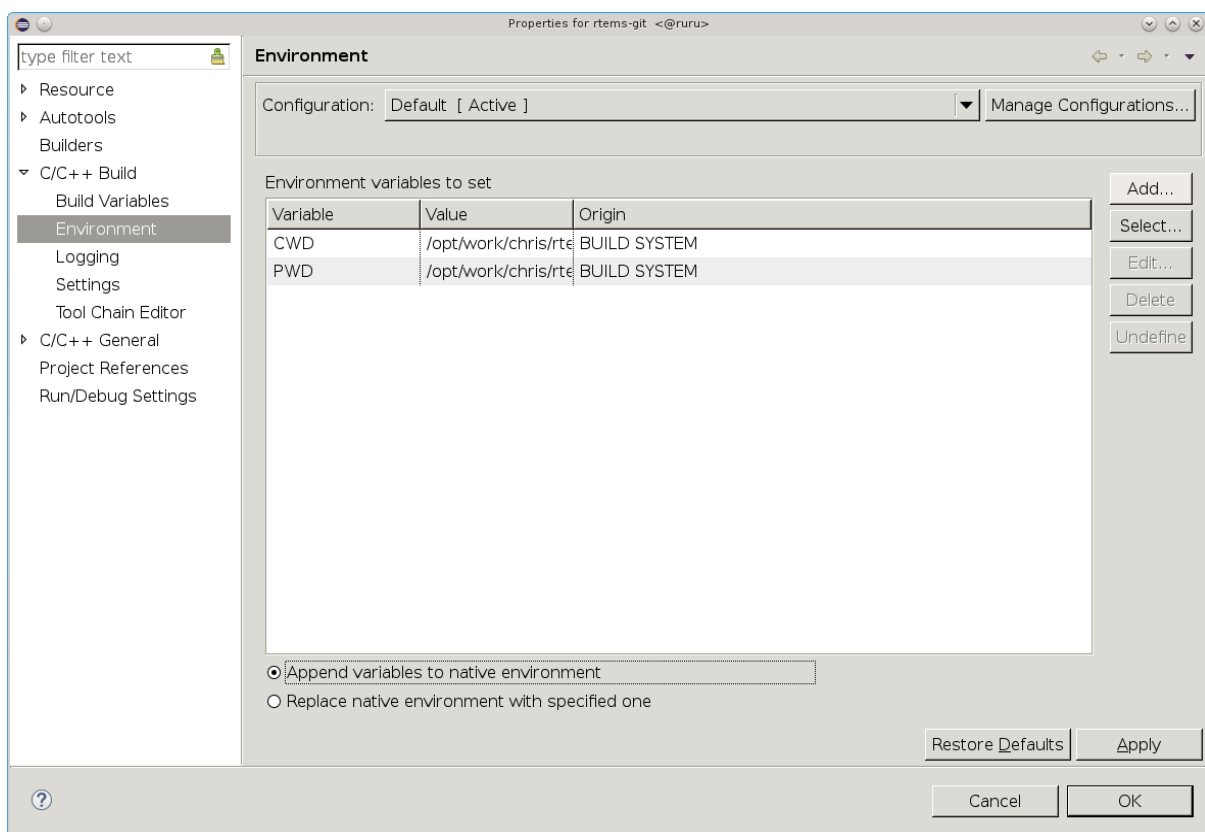 Properties for rtems-git <@ruru>
type filter text
Resource
Autotools
Builders
C/C++ Build
Build Variables
Environment
Logging
Settings
Tool Chain Editor
C/C++ General
Project References
Run/Debug Settings
Environment
Configuration: Default [ Active ] Manage Configurations...
Environment variables to set
Variable Value Origin
CWD /opt/work/chris/rte BUILD SYSTEM
PWD /opt/work/chris/rte BUILD SYSTEM
Add...
Select...
Edit...
Delete
Undefine
Append variables to native environment
Replace native environment with specified one
Restore Defaults Apply
? Cancel OK